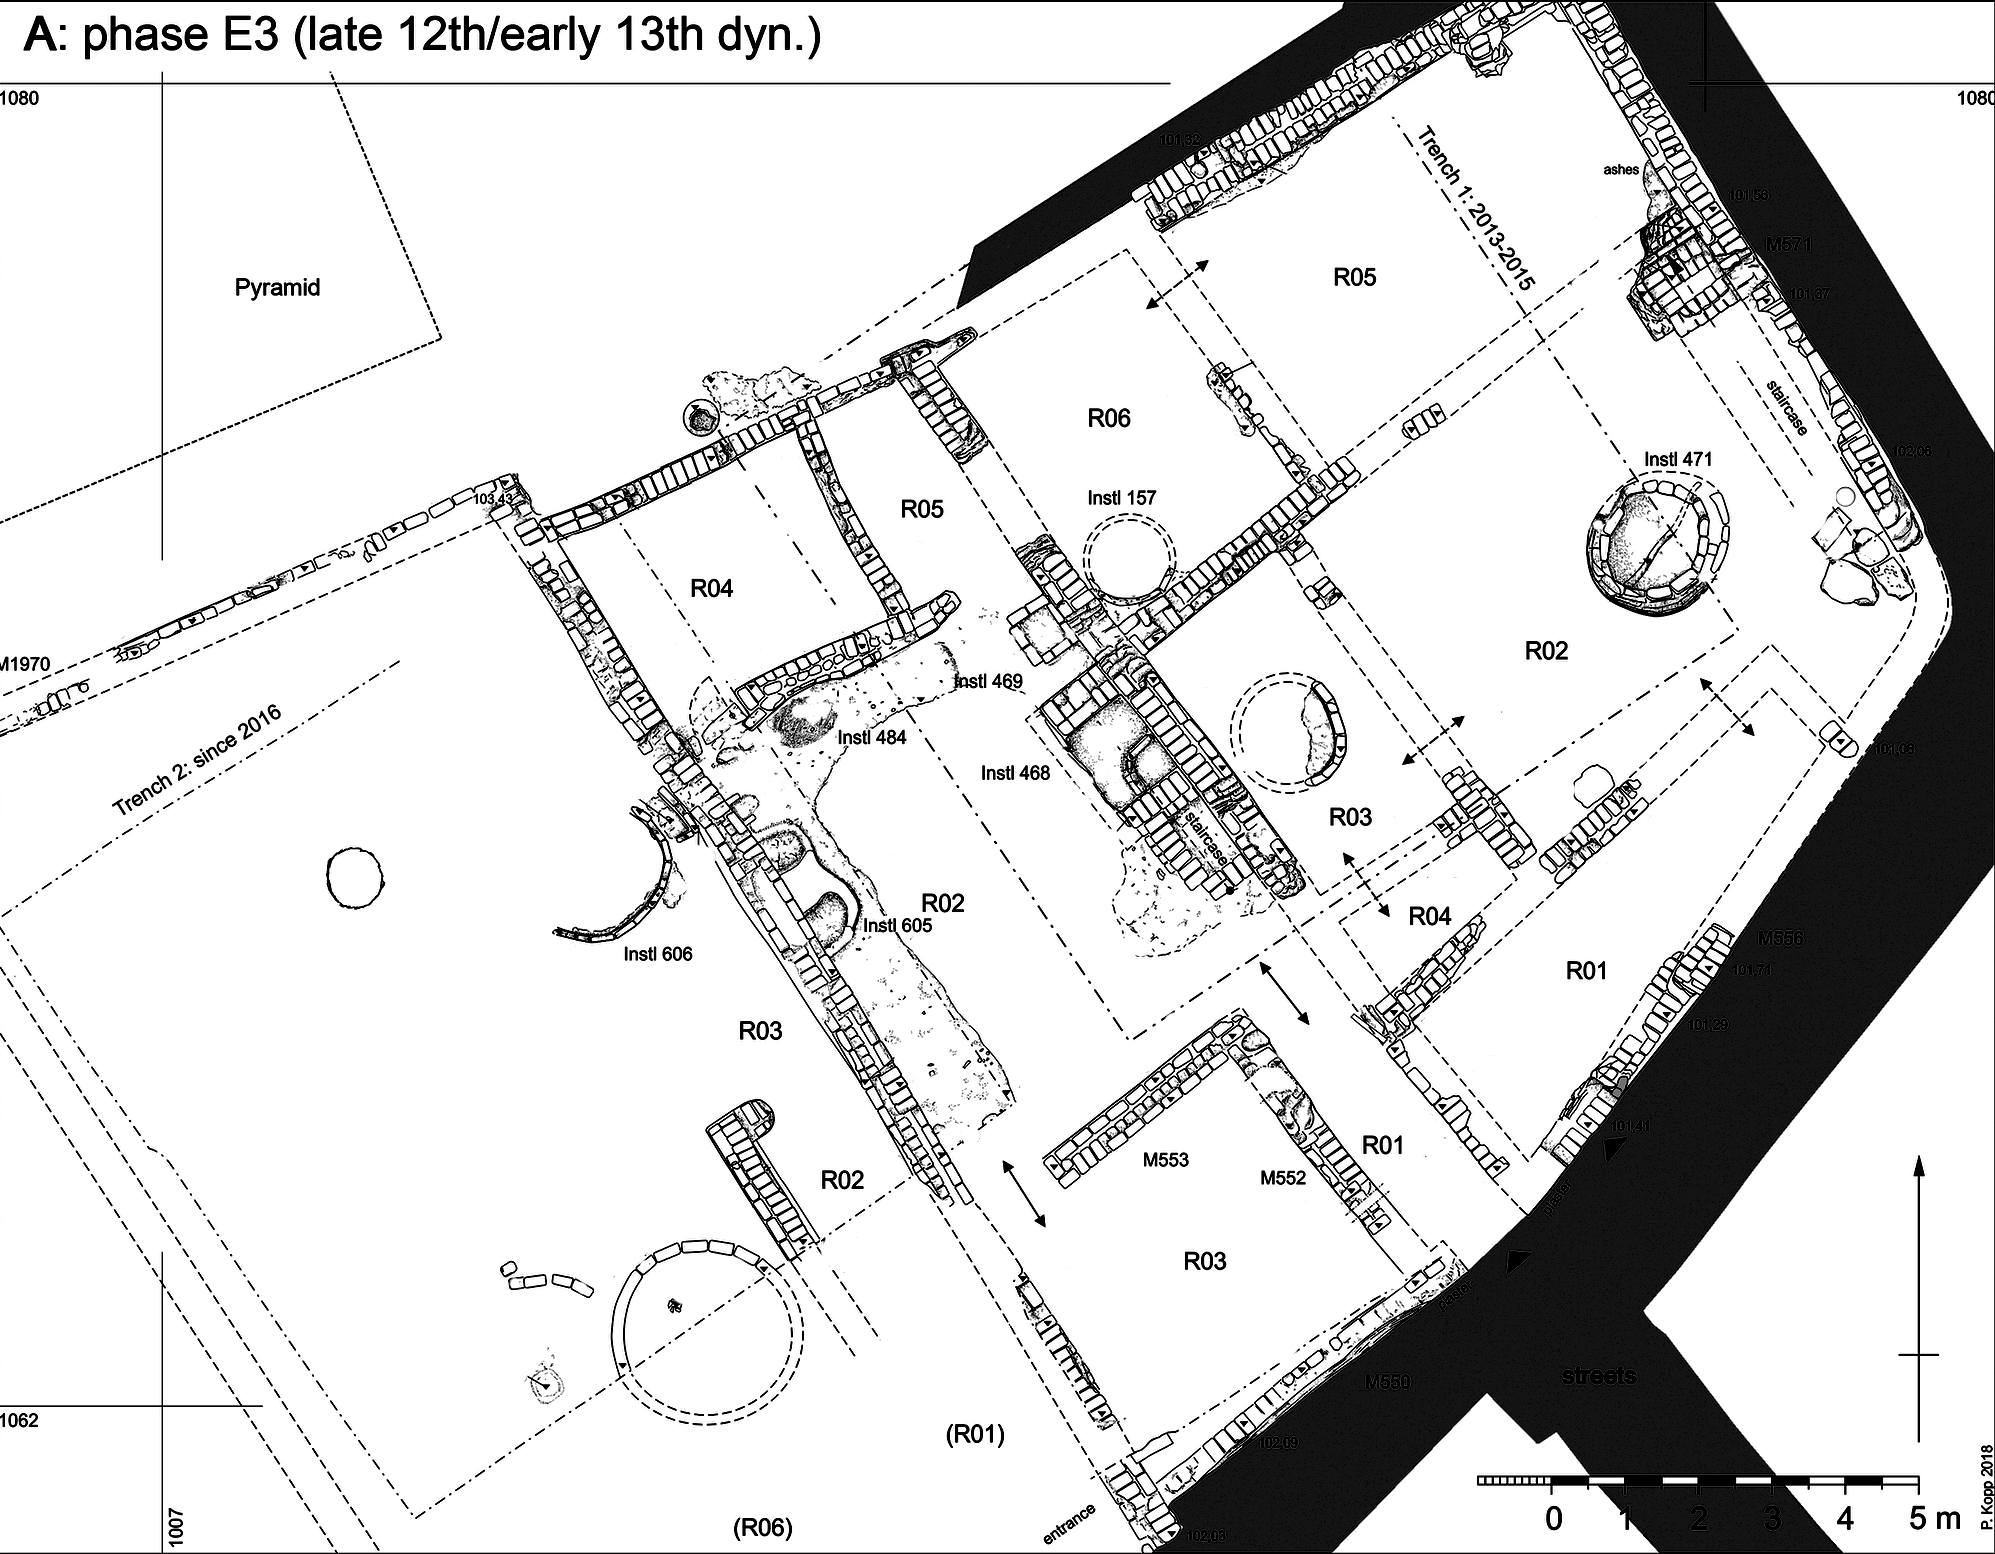 A: phase E3 (late 12th/early 13th dyn.)
1080
1080
101,32
Trench 1: 2013-2015
ashes
101,56
M571
101,37
Pyramid
R05
staircase
R06
102,06
Instl 471
103,43
Instl 157
R05
R04
M1970
R02
Instl 469
Trench 2: since 2016
Instl 484
101,06
Instl 468
R03
staircase
R02
R04
Instl 605
M556
Instl 606
101,71
R01
101,29
R03
101,41
R01
M553
M552
R02
plaster
R03
plaster
M550
streets
1062
(R01)
102,09
P. Kopp 2018
1007
0 1 2 3 4 5 m
(R06)
entrance
102,03